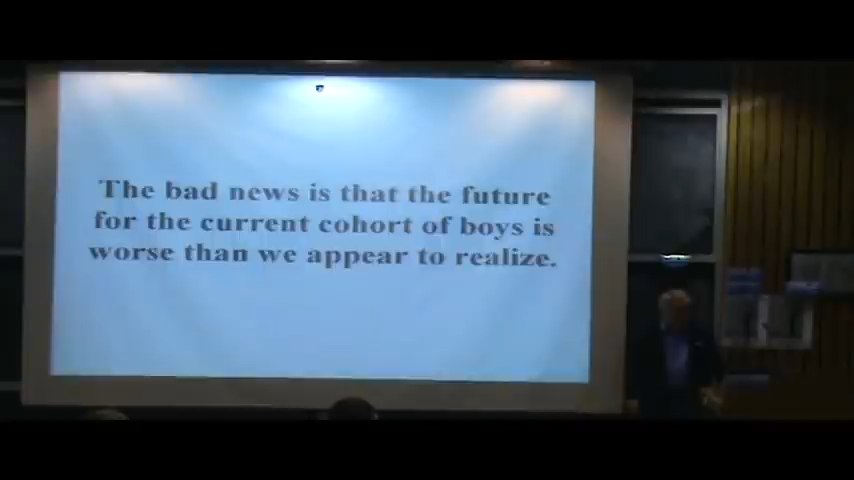 The bad news is that the future
for the current cohort of boys is
worse than we appear to realize.